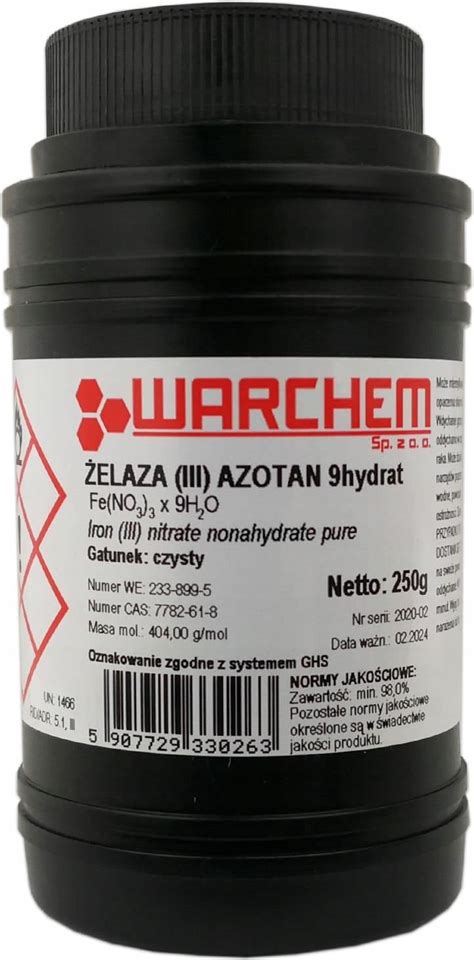 WARCHEM
Sp. z o. o.
ŻELAZA (III) AZOTAN 9hydrat
Fe(NO₃)₃ x 9H₂O
Iron (III) nitrate nonahydrate pure
Gatunek: czysty
Numer WE: 233-899-5
Numer CAS: 7782-61-8
Masa mol.: 404,00 g/mol
Netto: 250g
Nr serii: 2020-02
Data ważn.: 02.2024
Oznakowanie zgodne z systemem GHS
UN: 1466
RID/ADR: 5.1, III
5 907729 330263
NORMY JAKOŚCIOWE:
Zawartość: min. 98,0%
Pozostałe normy jakościowe
określone są w świadectwie
jakości produktu.
Może